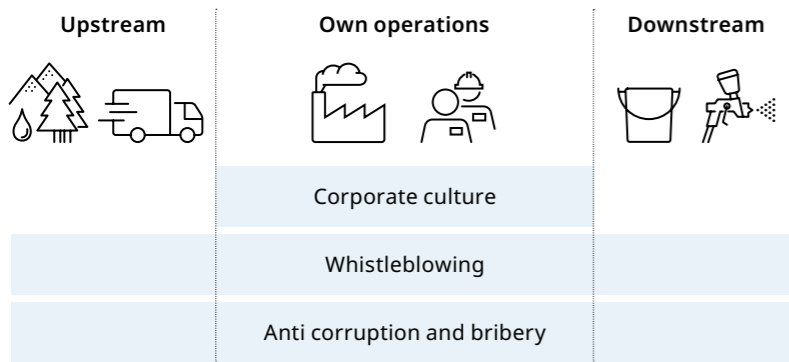 Upstream
Own operations
Downstream
Corporate culture
Whistleblowing
Anti corruption and bribery